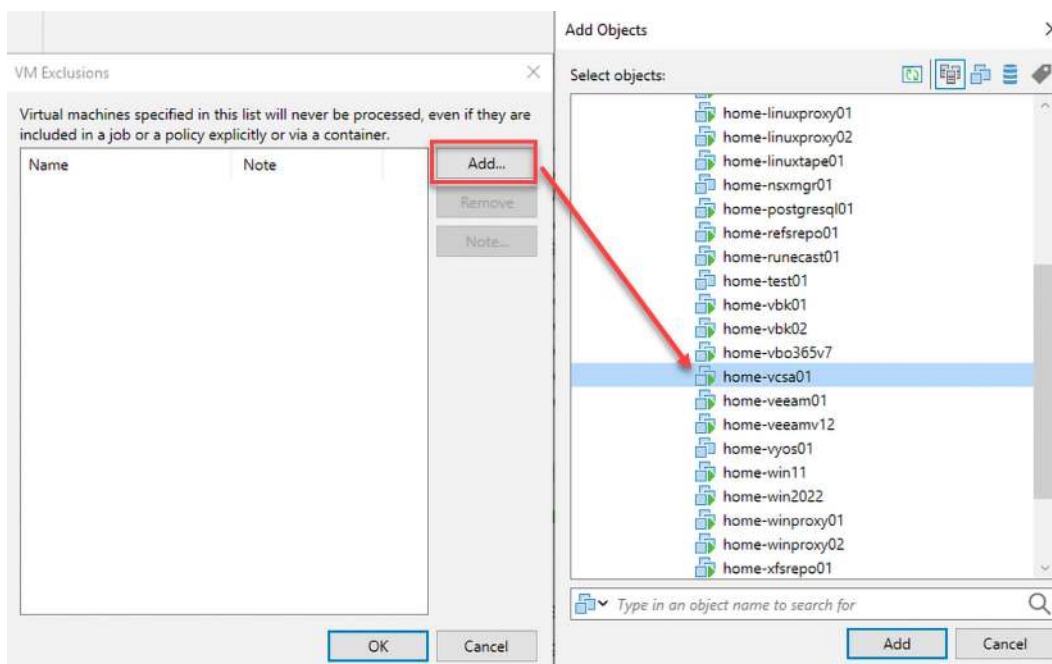 VM Exclusions
Virtual machines specified in this list will never be processed, even if they are
included in a job or a policy explicitly or via a container.
Name Note
Add...
Remove
Note...
OK Cancel
Add Objects
Select objects:
home-linuxproxy01
home-linuxproxy02
home-linuxtape01
home-nsxmgr01
home-postgresql01
home-refsrepo01
home-runecast01
home-test01
home-vbk01
home-vbk02
home-vbo365v7
home-vcsa01
home-veeam01
home-veeamv12
home-vyos01
home-win11
home-win2022
home-winproxy01
home-winproxy02
home-xfsrepo01
Type in an object name to search for
Add Cancel